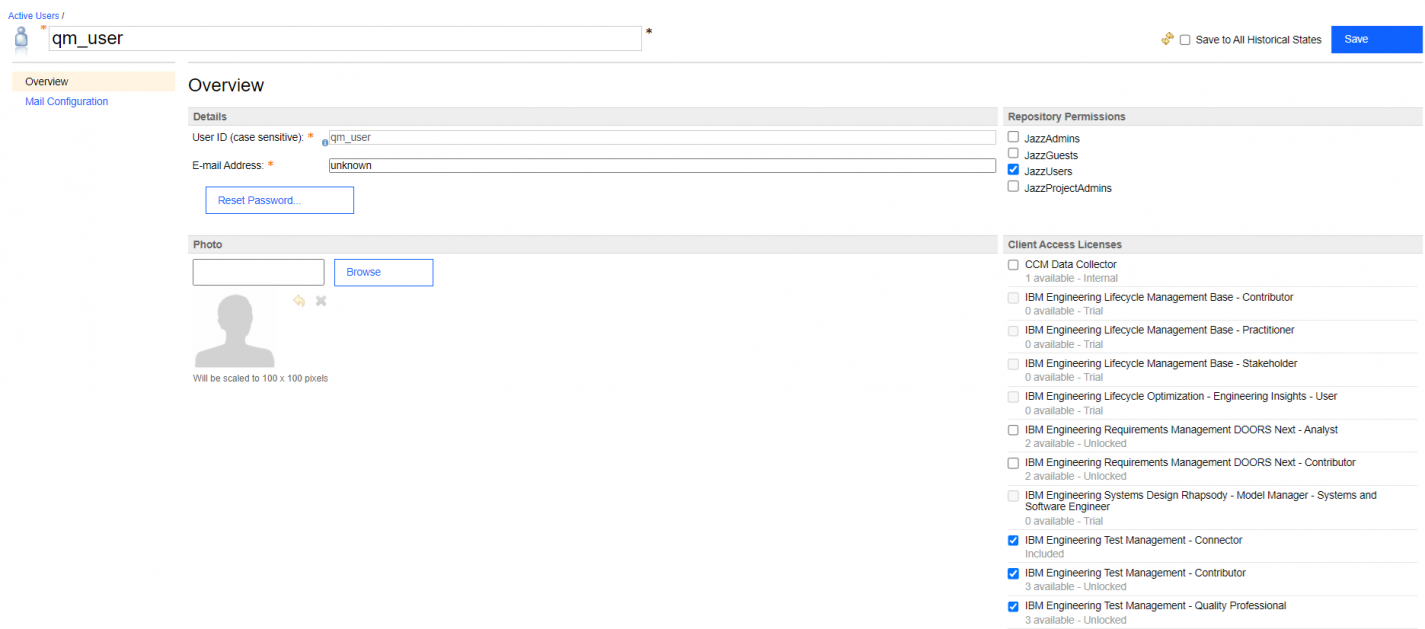 Active Users /
* qm_user *
Save to All Historical States Save
Overview
Mail Configuration
Overview
Details
User ID (case sensitive): * qm_user
E-mail Address: * unknown
Reset Password...
Photo
Browse
Will be scaled to 100 x 100 pixels
Repository Permissions
JazzAdmins
JazzGuests
JazzUsers
JazzProjectAdmins
Client Access Licenses
CCM Data Collector
1 available - Internal
IBM Engineering Lifecycle Management Base - Contributor
0 available - Trial
IBM Engineering Lifecycle Management Base - Practitioner
0 available - Trial
IBM Engineering Lifecycle Management Base - Stakeholder
0 available - Trial
IBM Engineering Lifecycle Optimization - Engineering Insights - User
0 available - Trial
IBM Engineering Requirements Management DOORS Next - Analyst
2 available - Unlocked
IBM Engineering Requirements Management DOORS Next - Contributor
2 available - Unlocked
IBM Engineering Systems Design Rhapsody - Model Manager - Systems and
Software Engineer
0 available - Trial
IBM Engineering Test Management - Connector
Included
IBM Engineering Test Management - Contributor
3 available - Unlocked
IBM Engineering Test Management - Quality Professional
3 available - Unlocked